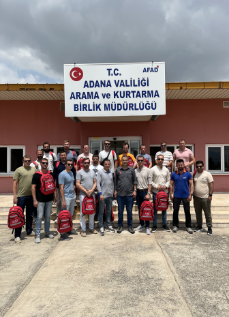 T.C.
AFAD
ADANA VALİLİĞİ
ARAMA ve KURTARMA
BİRLİK MÜDÜRLÜĞÜ